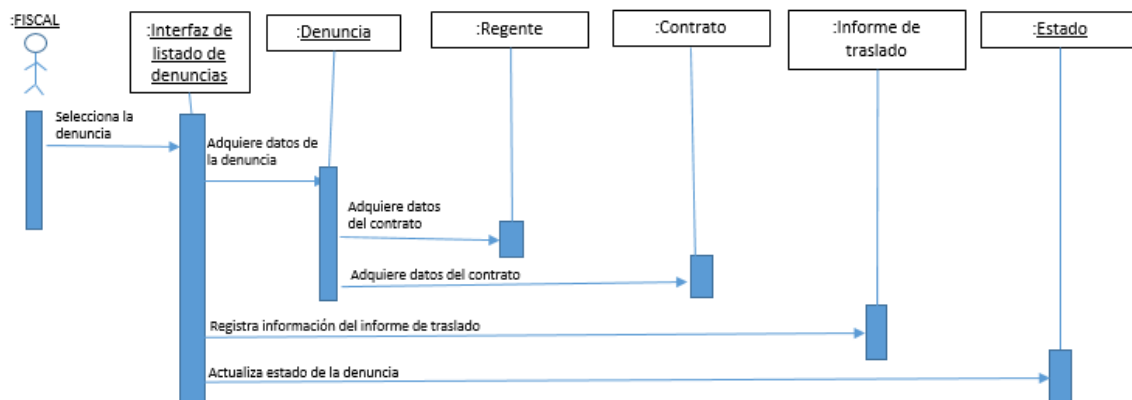 :FISCAL
:Interfaz de
listado de
denuncias
:Denuncia
:Regente
:Contrato
:Informe de
traslado
:Estado
Selecciona la
denuncia
Adquiere datos de
la denuncia
Adquiere datos
del contrato
Adquiere datos del contrato
Registra información del informe de traslado
Actualiza estado de la denuncia